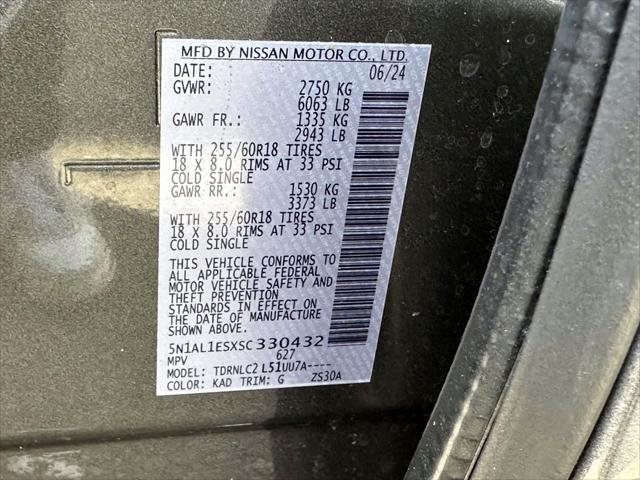 MFD BY NISSAN MOTOR CO., LTD.
DATE: 06/24
GVWR: 2750 KG
6063 LB
GAWR FR.: 1335 KG
2943 LB
WITH 255/60R18 TIRES
18 X 8.0 RIMS AT 33 PSI
COLD SINGLE
GAWR RR.: 1530 KG
3373 LB
WITH 255/60R18 TIRES
18 X 8.0 RIMS AT 33 PSI
COLD SINGLE
THIS VEHICLE CONFORMS TO
ALL APPLICABLE FEDERAL
MOTOR VEHICLE SAFETY AND
THEFT PREVENTION
STANDARDS IN EFFECT ON
THE DATE OF MANUFACTURE
SHOWN ABOVE.
5N1AL1ESXSC330432
MPV 627
MODEL: TDRNLC2 L51UU7A----
COLOR: KAD TRIM: G ZS30A